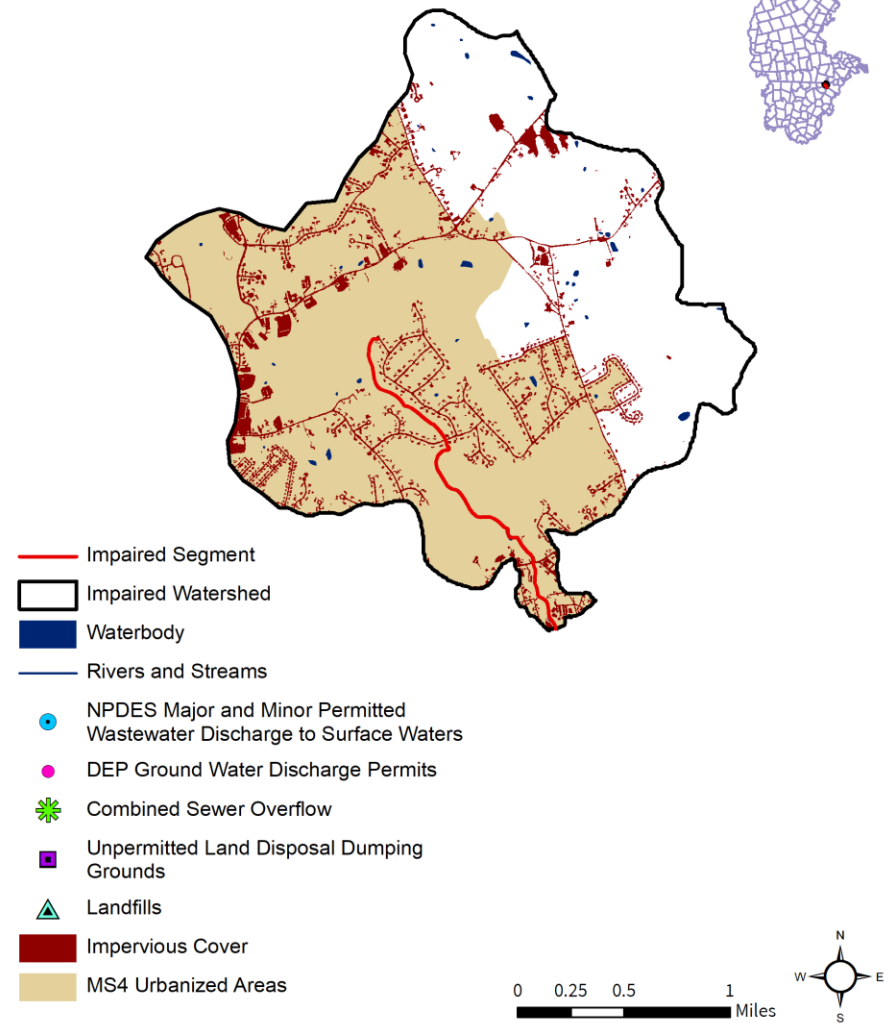 Impaired Segment
Impaired Watershed
Waterbody
Rivers and Streams
NPDES Major and Minor Permitted
Wastewater Discharge to Surface Waters
DEP Ground Water Discharge Permits
Combined Sewer Overflow
Unpermitted Land Disposal Dumping
Grounds
Landfills
Impervious Cover
MS4 Urbanized Areas
0 0.25 0.5 1
Miles
N
W E
S